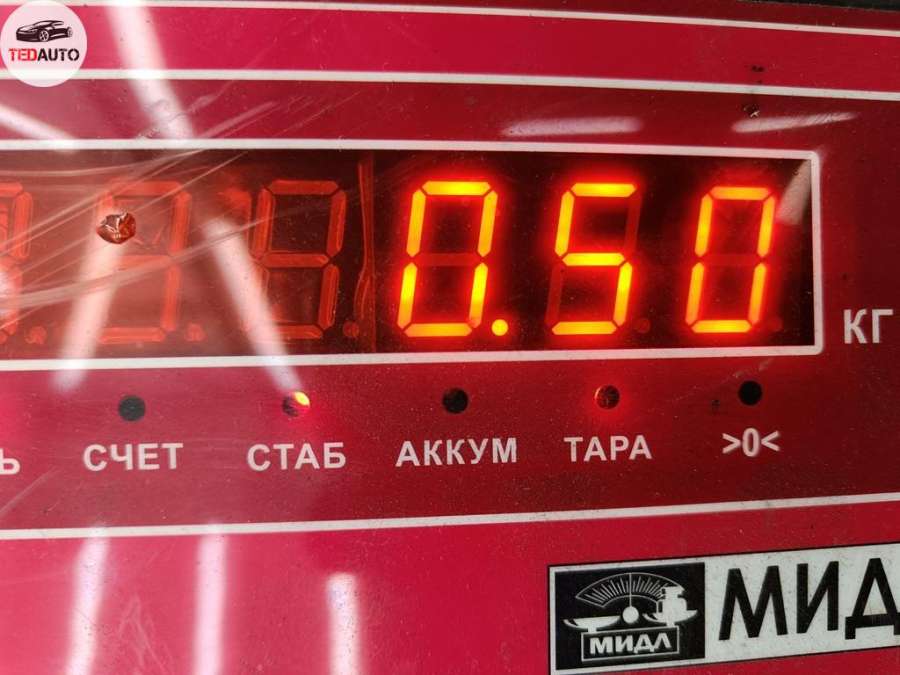 TEDAUTO
0.50
КГ
Ь СЧЕТ СТАБ АККУМ ТАРА >0<
МИДЛ
МИД